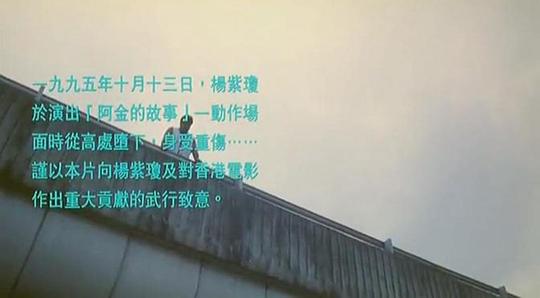 一九九五年十月十三日，楊紫瓊
於演出「阿金的故事」一動作場
面時從高處墮下，身受重傷……
謹以本片向楊紫瓊及對香港電影
作出重大貢獻的武行致意。